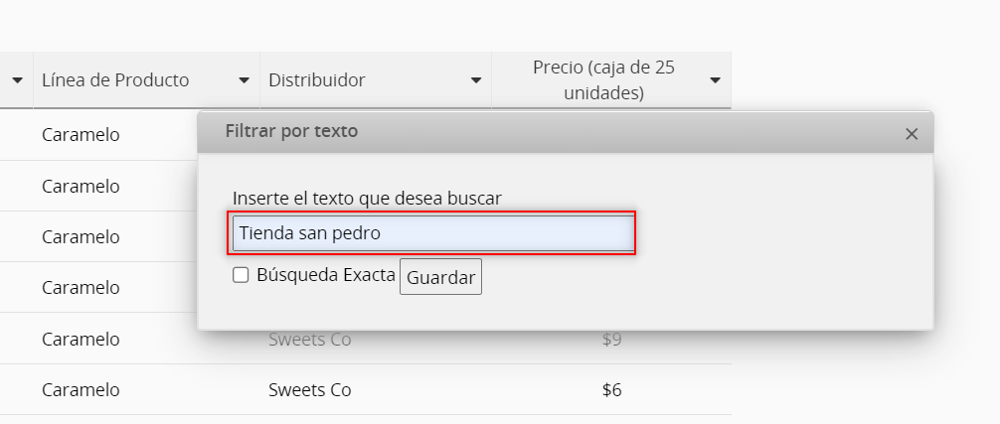 Línea de Producto Distribuidor Precio (caja de 25
unidades)
Caramelo
Filtrar por texto
Caramelo
Inserte el texto que desea buscar
Caramelo Tienda san pedro
Caramelo Búsqueda Exacta Guardar
Caramelo Sweets Co $9
Caramelo Sweets Co $6